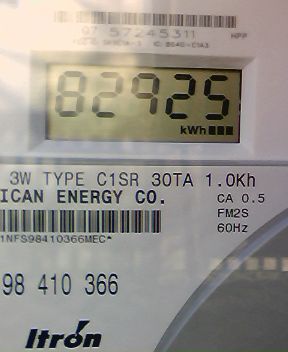 97 57245311
HPP
82925
kWh
3W TYPE C1SR 30TA 1.0Kh
ICAN ENERGY CO.
CA 0.5
FM2S
60Hz
1NFS98410366MEC*
98 410 366
Itron